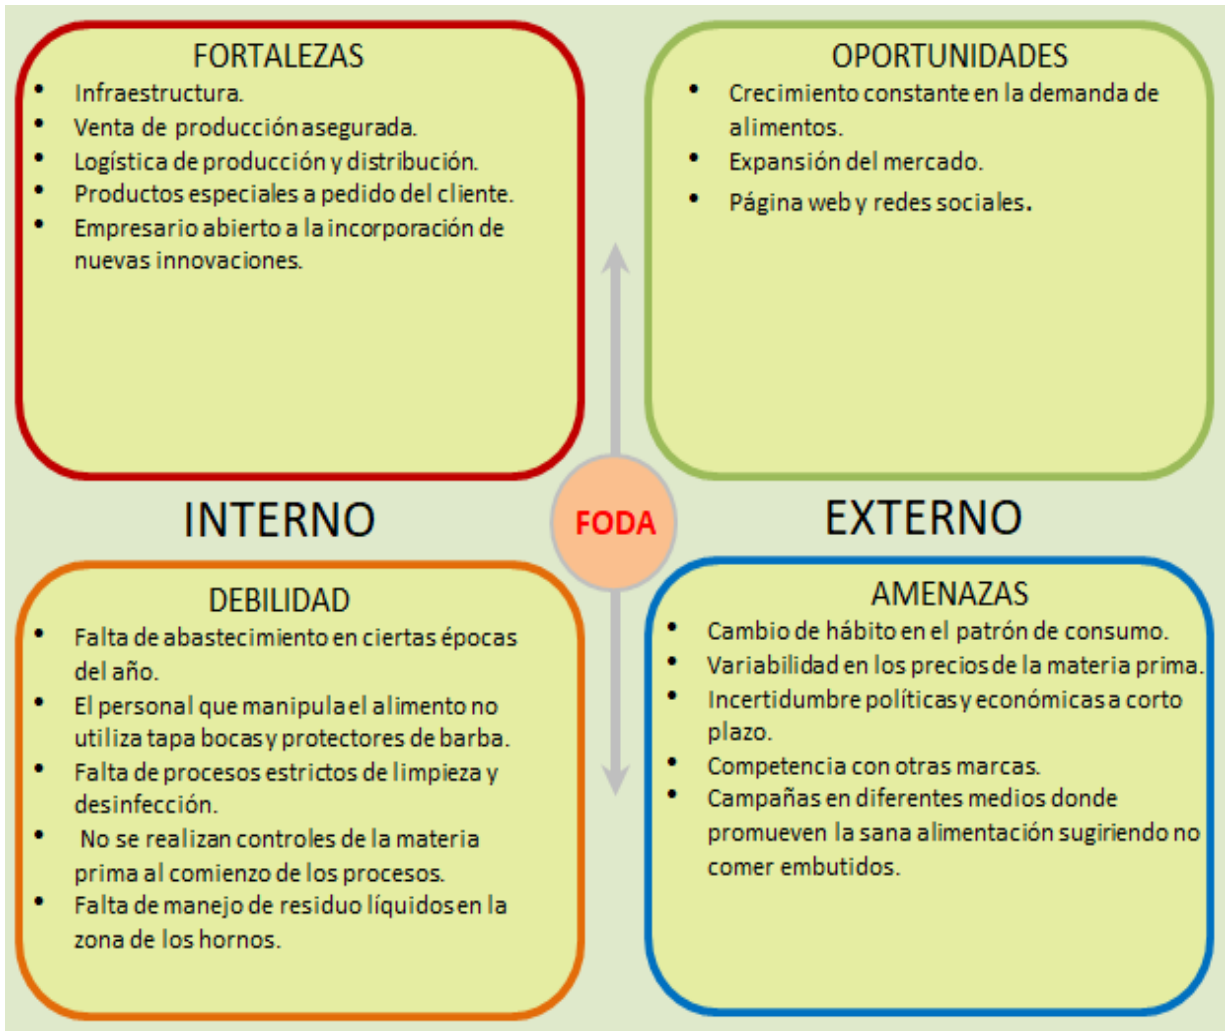 FORTALEZAS
• Infraestructura.
• Venta de producción asegurada.
• Logística de producción y distribución.
• Productos especiales a pedido del cliente.
• Empresario abierto a la incorporación de
nuevas innovaciones.
OPORTUNIDADES
• Crecimiento constante en la demanda de
alimentos.
• Expansión del mercado.
• Página web y redes sociales.
INTERNO
FODA
EXTERNO
DEBILIDAD
• Falta de abastecimiento en ciertas épocas
del año.
• El personal que manipula el alimento no
utiliza tapa bocas y protectores de barba.
• Falta de procesos estrictos de limpieza y
desinfección.
• No se realizan controles de la materia
prima al comienzo de los procesos.
• Falta de manejo de residuo líquidos en la
zona de los hornos.
AMENAZAS
• Cambio de hábito en el patrón de consumo.
• Variabilidad en los precios de la materia prima.
• Incertidumbre políticas y económicas a corto
plazo.
• Competencia con otras marcas.
• Campañas en diferentes medios donde
promueven la sana alimentación sugiriendo no
comer embutidos.